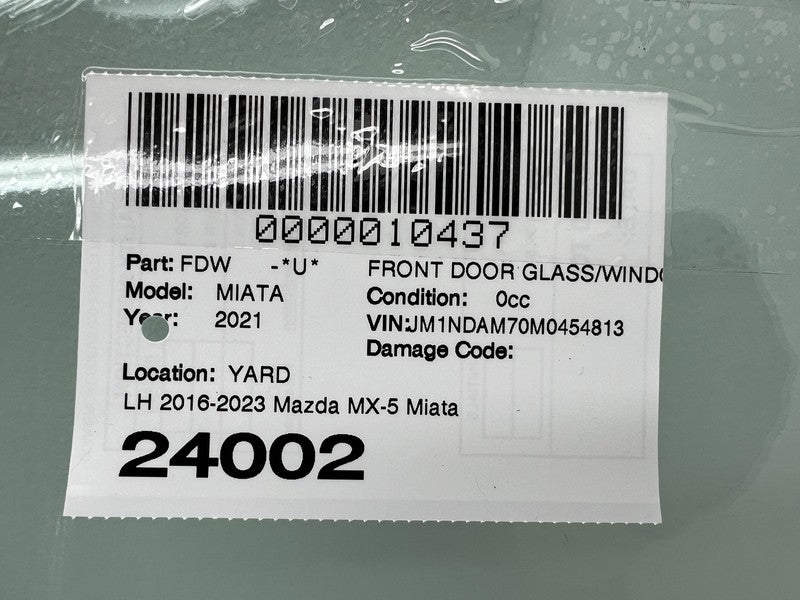 0000010437
Part: FDW -*U* FRONT DOOR GLASS/WINDO
Model: MIATA Condition: 0cc
Year: 2021 VIN:JM1NDAM70M0454813
Damage Code:
Location: YARD
LH 2016-2023 Mazda MX-5 Miata
24002